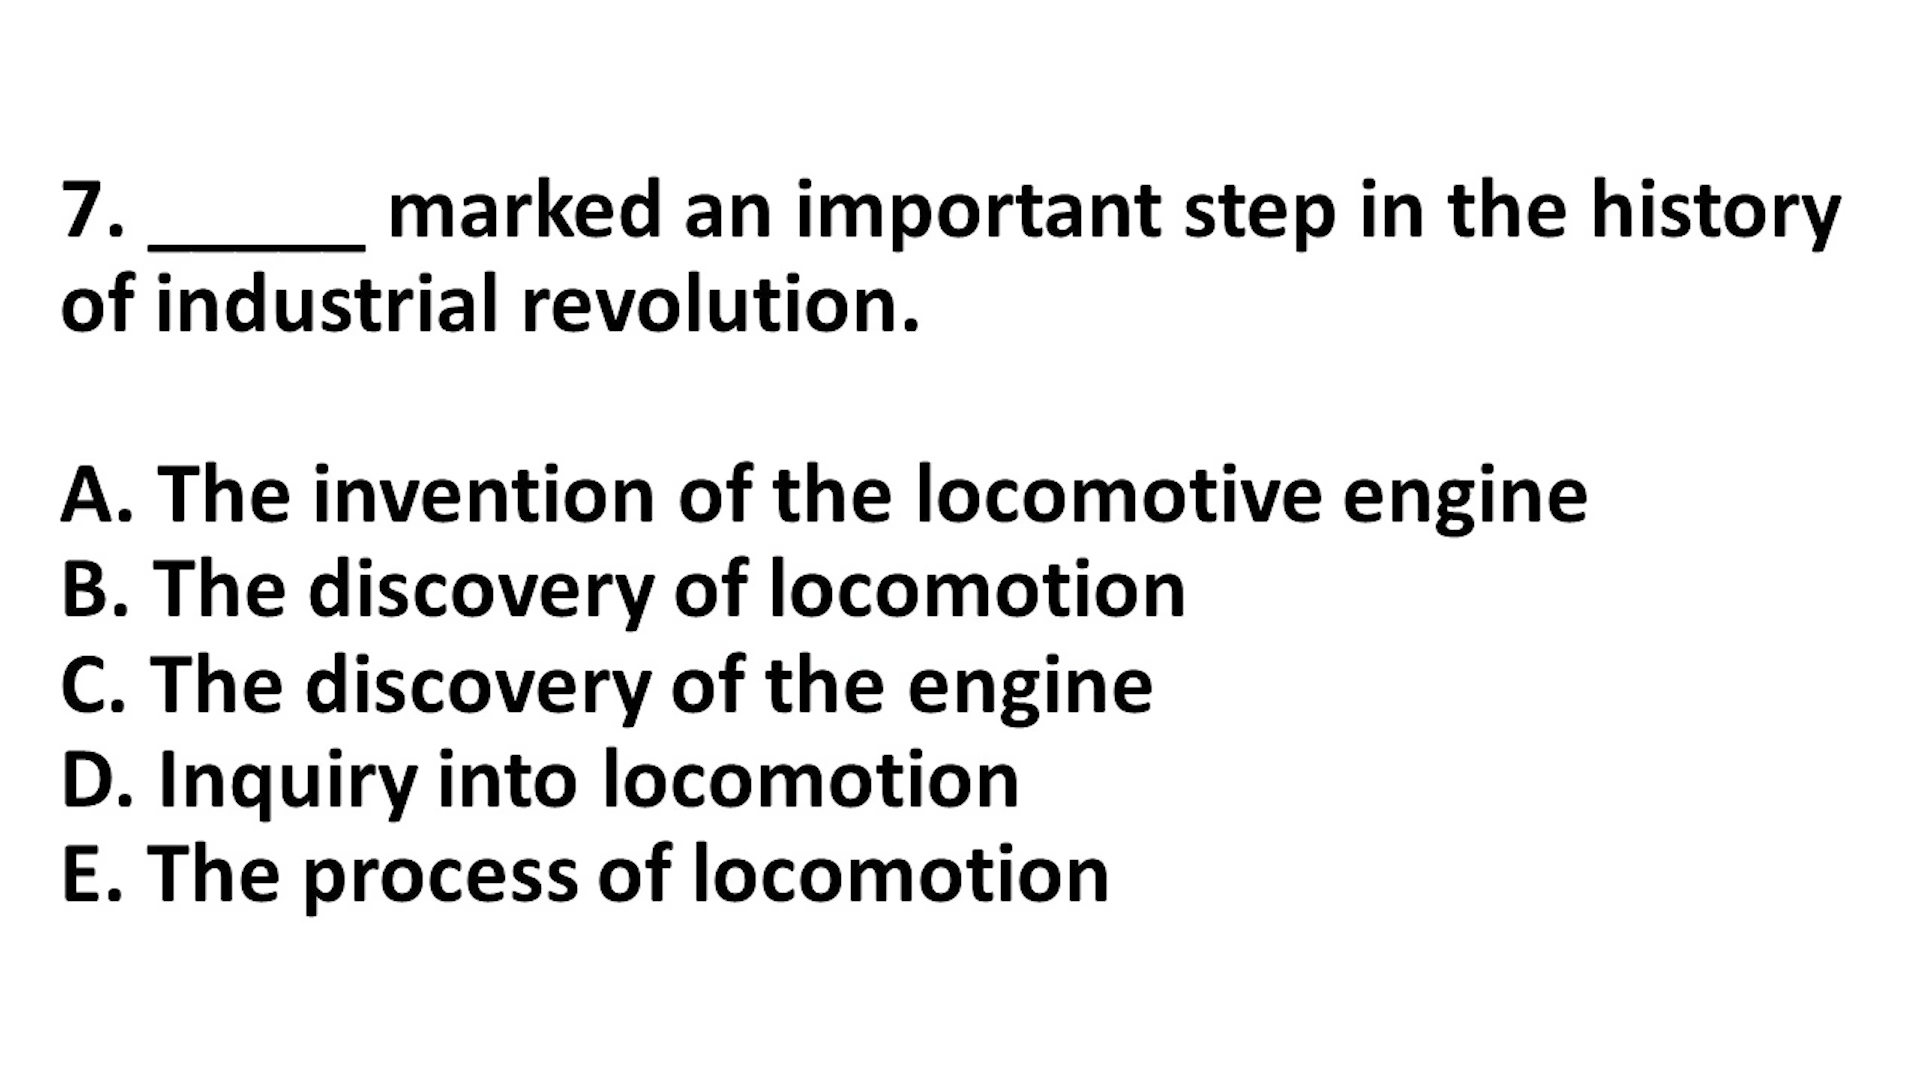 7. _____ marked an important step in the history
of industrial revolution.
A. The invention of the locomotive engine
B. The discovery of locomotion
C. The discovery of the engine
D. Inquiry into locomotion
E. The process of locomotion